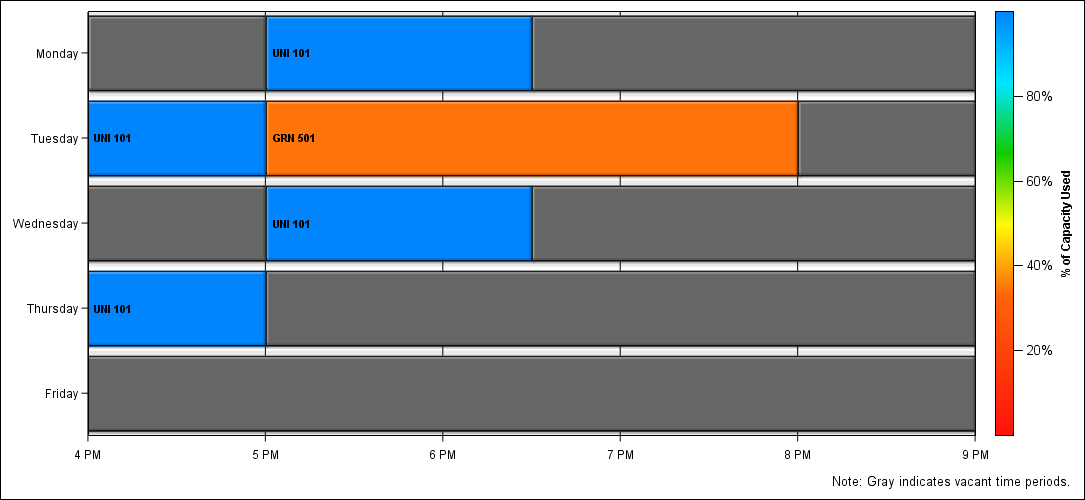 Monday
UNI 101
Tuesday
UNI 101
GRN 501
Wednesday
UNI 101
Thursday
UNI 101
Friday
4 PM
5 PM
6 PM
7 PM
8 PM
9 PM
80%
60%
40%
20%
% of Capacity Used
Note: Gray indicates vacant time periods.